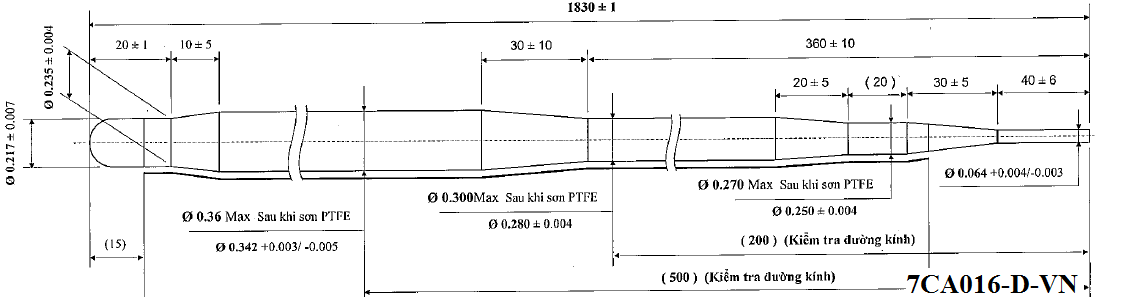 1830 ± 1
20 ± 1
10 ± 5
30 ± 10
360 ± 10
Ø 0.235 ± 0.004
20 ± 5
( 20 )
30 ± 5
40 ± 6
Ø 0.217 ± 0.007
Ø 0.064 +0.004/-0.003
Ø 0.270 Max Sau khi sơn PTFE
Ø 0.250 ± 0.004
Ø 0.300Max Sau khi sơn PTFE
Ø 0.280 ± 0.004
Ø 0.36 Max Sau khi sơn PTFE
Ø 0.342 +0.003/ -0.005
(15)
( 200 ) (Kiểm tra đường kính)
( 500 ) (Kiểm tra đường kính)
7CA016-D-VN